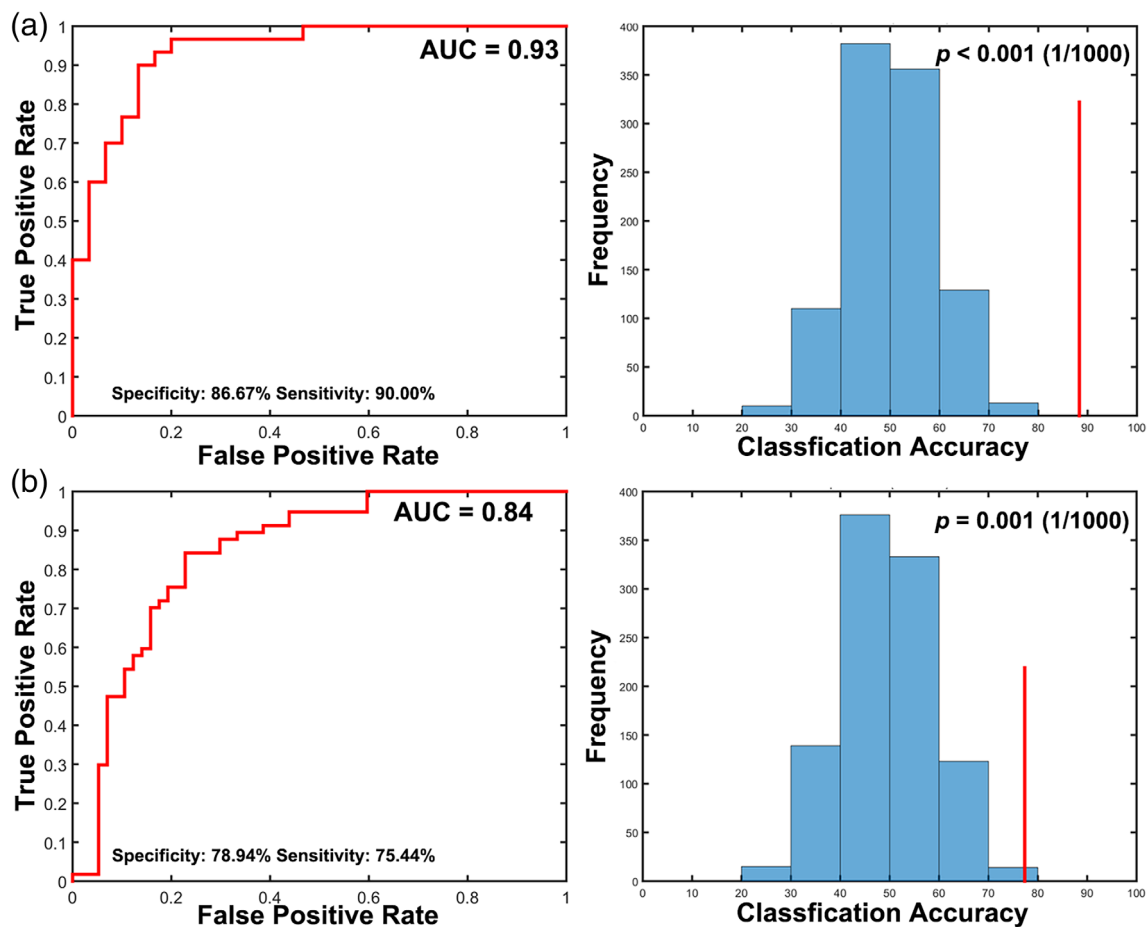 (a)
AUC = 0.93
True Positive Rate
1
0.9
0.8
0.7
0.6
0.5
0.4
0.3
0.2
0.1
0
Specificity: 86.67% Sensitivity: 90.00%
0 0.2 0.4 0.6 0.8 1
False Positive Rate
p < 0.001 (1/1000)
Frequency
400
350
300
250
200
150
100
50
0
0 10 20 30 40 50 60 70 80 90 100
Classfication Accuracy
(b)
AUC = 0.84
True Positive Rate
1
0.9
0.8
0.7
0.6
0.5
0.4
0.3
0.2
0.1
0
Specificity: 78.94% Sensitivity: 75.44%
0 0.2 0.4 0.6 0.8 1
False Positive Rate
p = 0.001 (1/1000)
Frequency
400
350
300
250
200
150
100
50
0
0 10 20 30 40 50 60 70 80 90 100
Classfication Accuracy